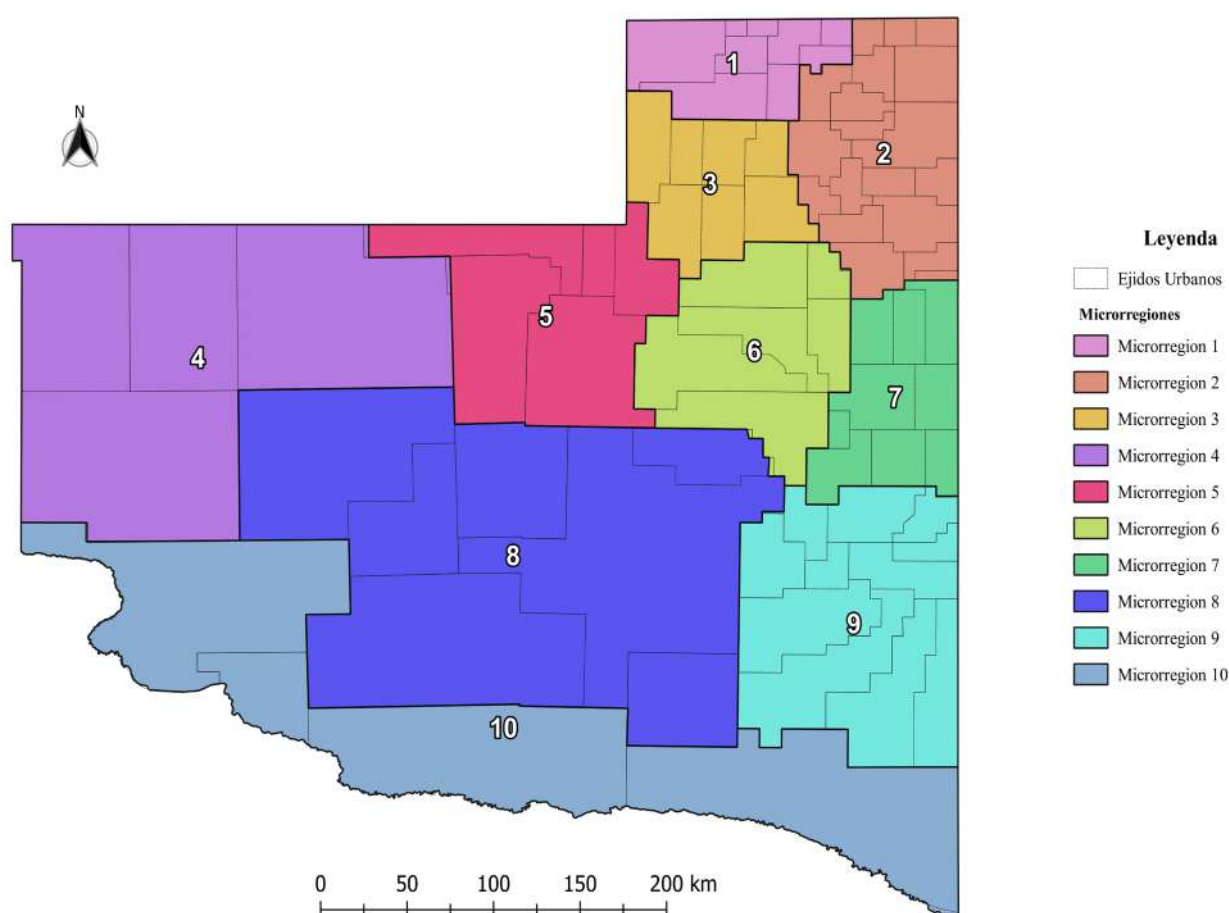 N
1
2
3
4
5
6
7
8
9
10
Leyenda
Ejidos Urbanos
Microrregiones
Microrregion 1
Microrregion 2
Microrregion 3
Microrregion 4
Microrregion 5
Microrregion 6
Microrregion 7
Microrregion 8
Microrregion 9
Microrregion 10
0 50 100 150 200 km